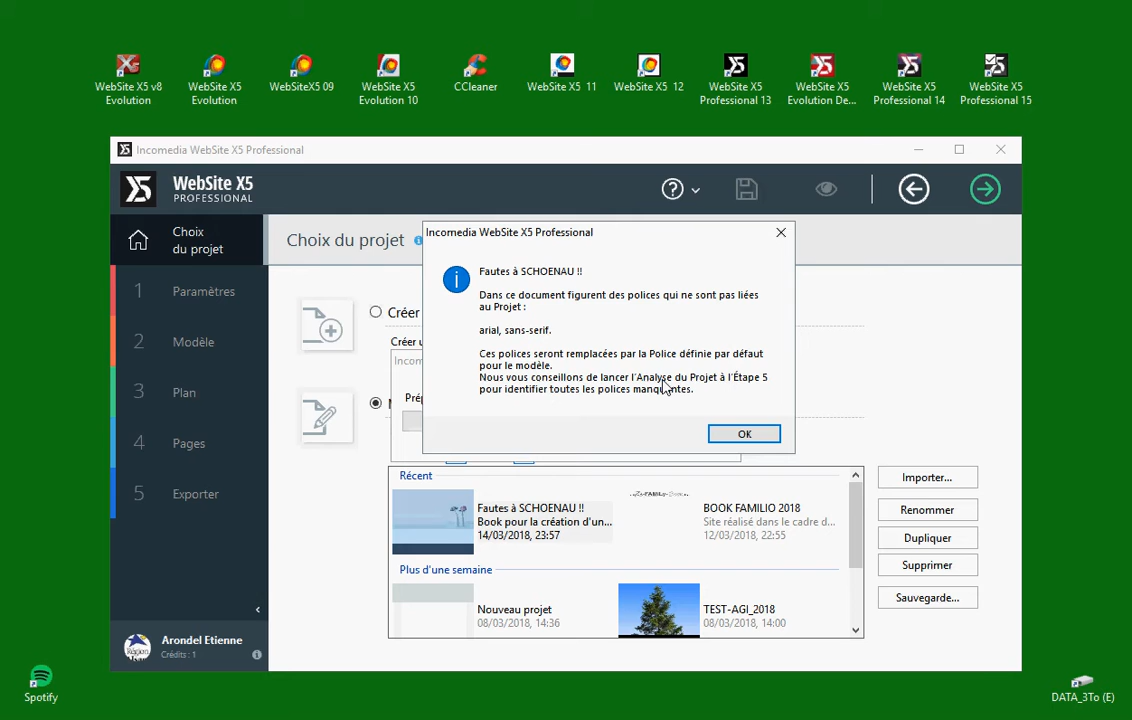 WebSite X5 v8
Evolution
WebSite X5
Evolution
WebSite X5 09
WebSite X5
Evolution 10
CCleaner
WebSite X5 11
WebSite X5 12
WebSite X5
Professional 13
WebSite X5
Evolution De...
WebSite X5
Professional 14
WebSite X5
Professional 15
Incomedia WebSite X5 Professional
WebSite X5
PROFESSIONAL
Choix
du projet
1 Paramètres
2 Modèle
3 Plan
4 Pages
5 Exporter
Arondel Etienne
Crédits : 1
Choix du projet
Créer
Créer u
Incom
Prép
Incomedia WebSite X5 Professional
Fautes à SCHOENAU !!
Dans ce document figurent des polices qui ne sont pas liées
au Projet :
arial, sans-serif.
Ces polices seront remplacées par la Police définie par défaut
pour le modèle.
Nous vous conseillons de lancer l'Analyse du Projet à l'Étape 5
pour identifier toutes les polices manquantes.
OK
Récent
Fautes à SCHOENAU !!
Book pour la création d'un...
14/03/2018, 23:57
BOOK FAMILIO 2018
Site réalisé dans le cadre d...
12/03/2018, 22:55
Plus d'une semaine
Nouveau projet
08/03/2018, 14:36
TEST-AGI_2018
08/03/2018, 14:00
Importer...
Renommer
Dupliquer
Supprimer
Sauvegarde...
Spotify
DATA_3To (E)